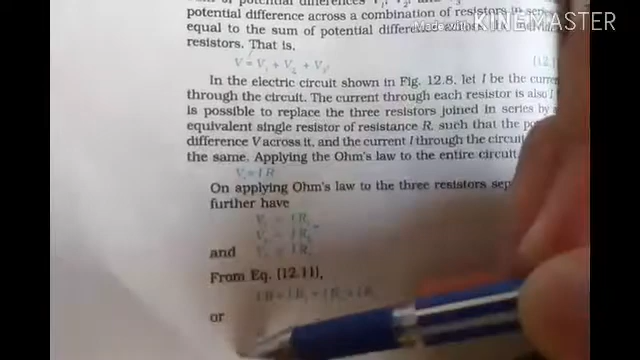 potential difference across a combination of resistors in series
equal to the sum of potential
resistors. That is,
V = V₁ + V₂ + V₃
In the electric circuit shown in Fig. 12.8, let I be the curre
through the circuit. The current through each resistor is also I
is possible to replace the three resistors joined in series by a
equivalent single resistor of resistance R, such that the po
difference V across it, and the current I through the circuit
the same. Applying the Ohm's law to the entire circuit,
V = I R
On applying Ohm's law to the three resistors sep
further have
V₁ = I R₁
V₂ = I R₂
and V₃ = I R₃
From Eq. (12.11),
I R = I R₁ + I R₂ + I R₃
or
Made with KINEMASTER